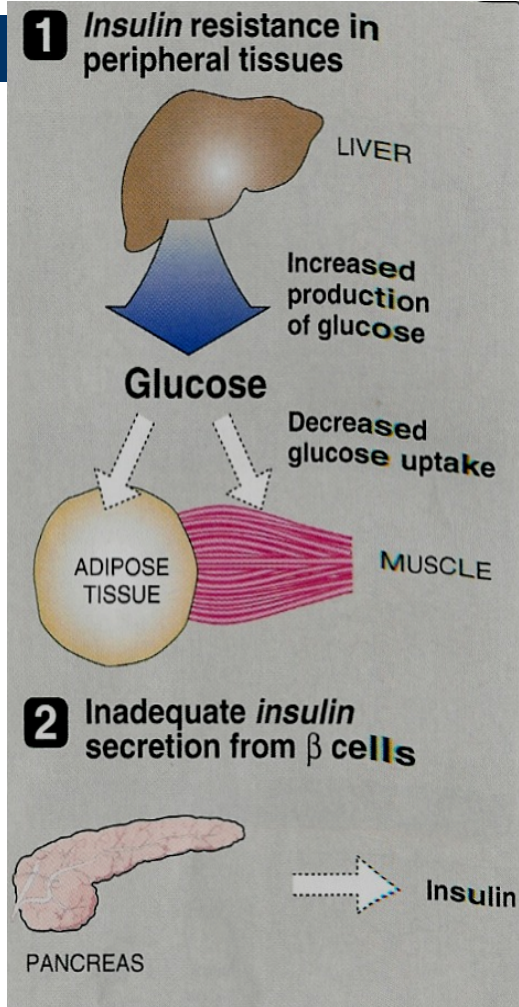 1 Insulin resistance in
peripheral tissues
LIVER
Increased
production
of glucose
Glucose
Decreased
glucose uptake
ADIPOSE
TISSUE
MUSCLE
2 Inadequate insulin
secretion from β cells
Insulin
PANCREAS